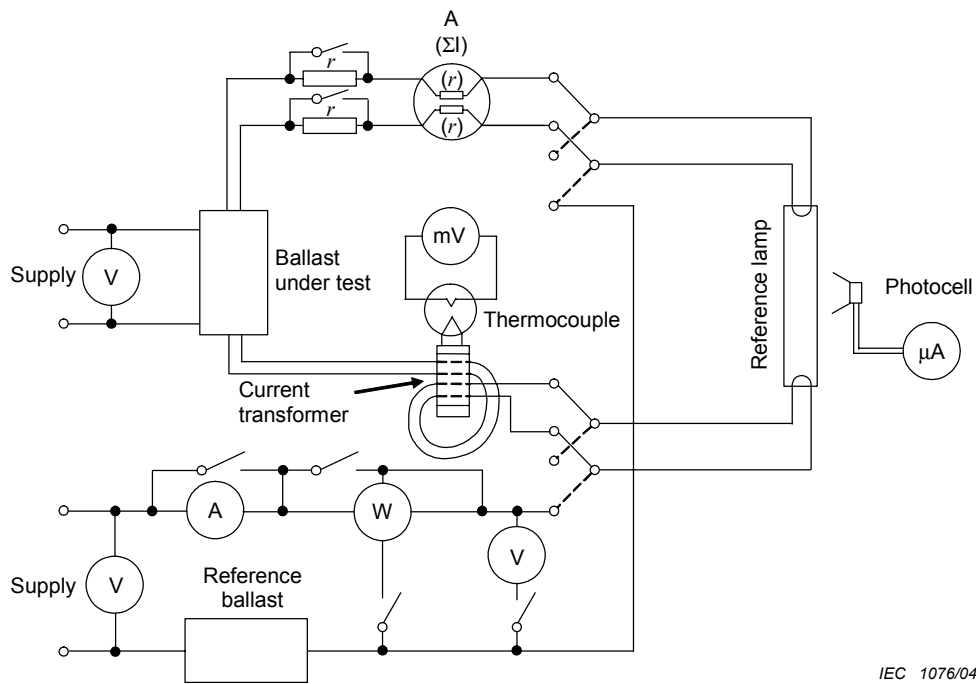 A
(ΣI)
r
(r)
r
(r)
mV
Supply
V
Ballast
under test
Thermocouple
Reference lamp
Photocell
μA
Current
transformer
A
W
V
Supply
V
Reference
ballast
IEC 1076/04